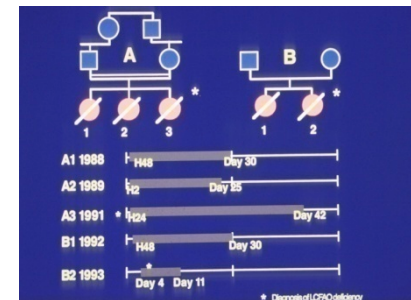 A
B
*
*
1
2
3
1
2
A1 1988 H48 Day 30
A2 1989 H2 Day 25
A3 1991 * H24 Day 42
B1 1992 H48 Day 30
B2 1993 * Day 4 Day 11
* Diagnosis of LCFAO deficiency